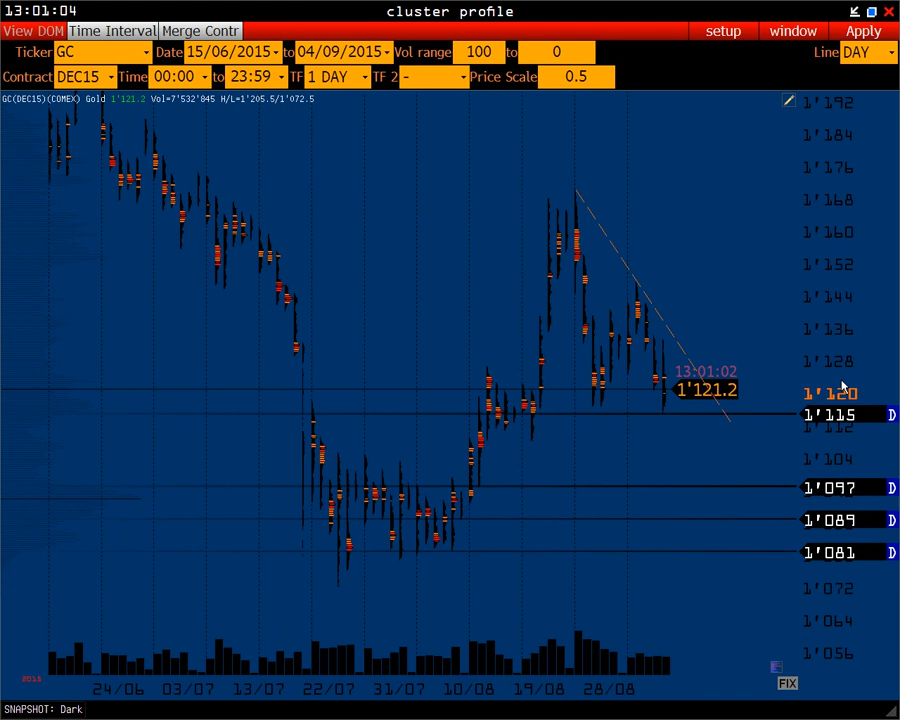 13:01:04 cluster profile
View DOM Time Interval Merge Contr setup window Apply
Ticker GC Date 15/06/2015 to 04/09/2015 Vol range 100 to 0 Line DAY
Contract DEC15 Time 00:00 to 23:59 TF 1 DAY TF 2 - Price Scale 0.5
GC(DEC15)(COMEX) Gold 1'121.2 Vol=7'532'845 H/L=1'205.5/1'072.5
1'192
1'184
1'176
1'168
1'160
1'152
1'144
1'136
1'128
13:01:02
1'121.2
1'120
1'115 D
1'112
1'104
1'097 D
1'089 D
1'081 D
1'072
1'064
1'056
2015
24/06 03/07 13/07 22/07 31/07 10/08 19/08 28/08
FIX
SNAPSHOT: Dark